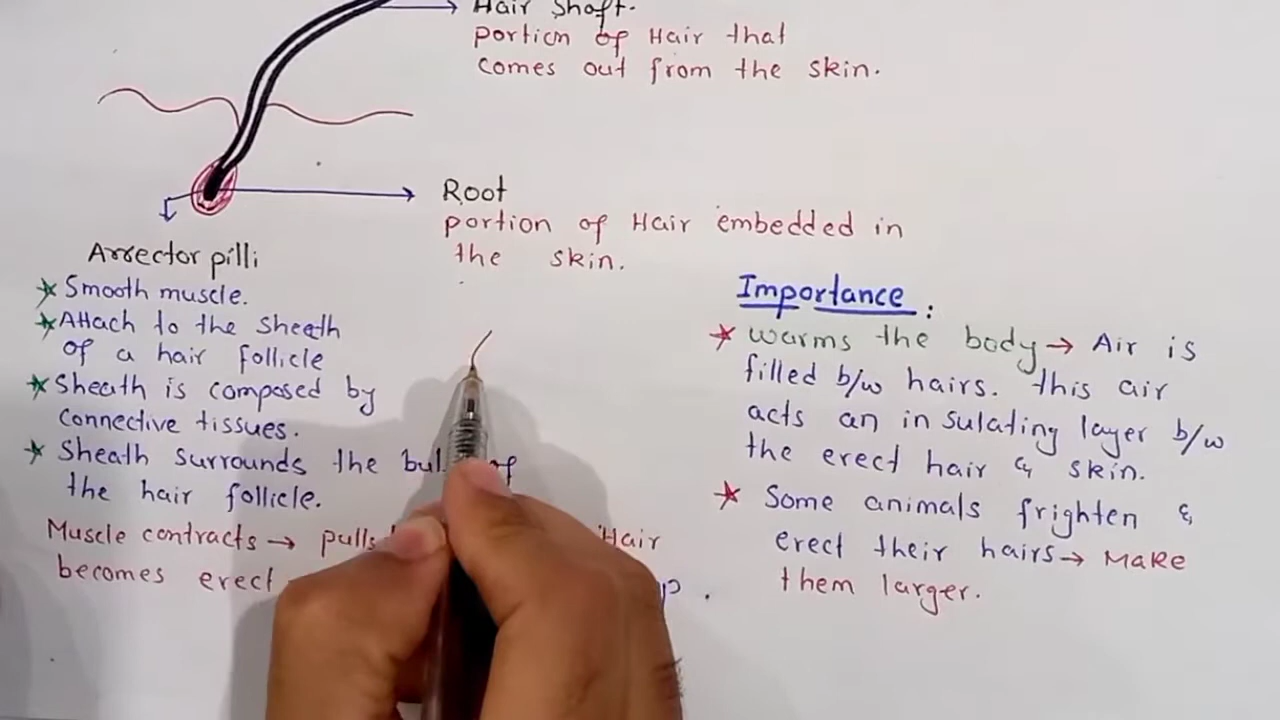 Hair Shaft.
portion of Hair that
comes out from the skin.
Root
portion of Hair embedded in
the skin.
Arrector pilli
Smooth muscle.
Attach to the sheath
of a hair follicle
Sheath is composed by
connective tissues.
Sheath surrounds the of
the hair follicle.
Muscle contracts → pulls Hair
becomes erect
Importance :
warms the body → Air is
filled b/w hairs. This air
acts an insulating layer b/w
the erect hair & skin.
Some animals frighten &
erect their hairs → Make
them larger.